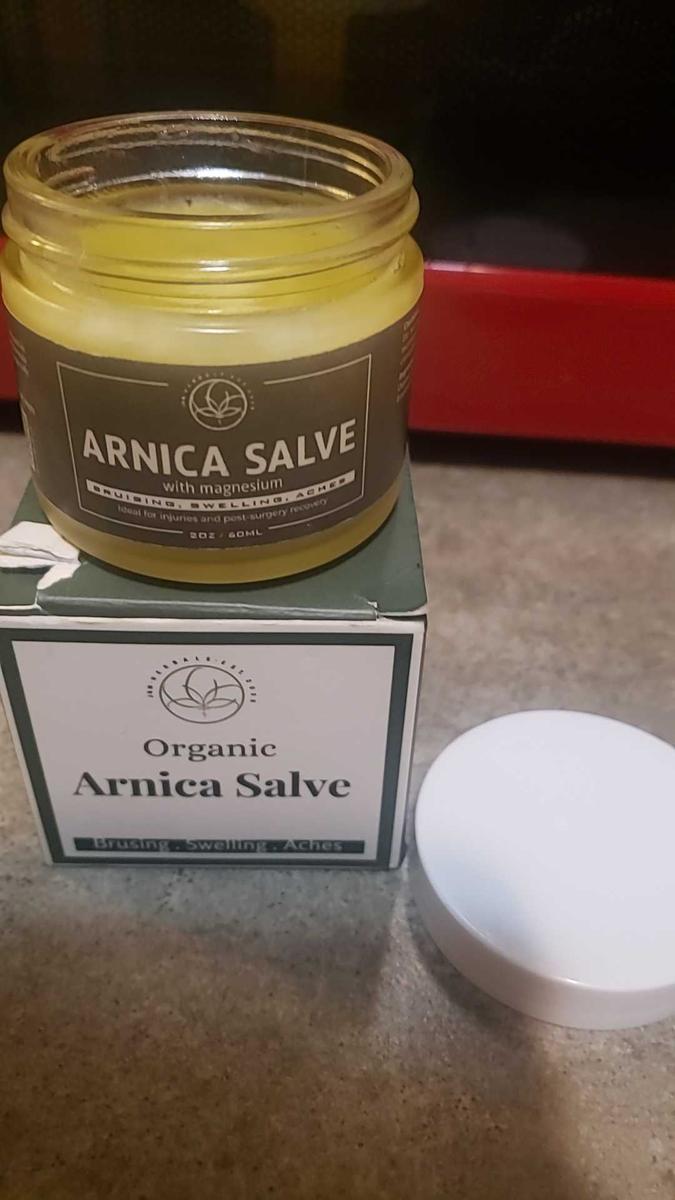 ARNICA SALVE
with magnesium
BRUISING, SWELLING, ACHES
Ideal for injuries and post-surgery recovery
2OZ / 60ML
Organic
Arnica Salve
Brusing . Swelling . Aches